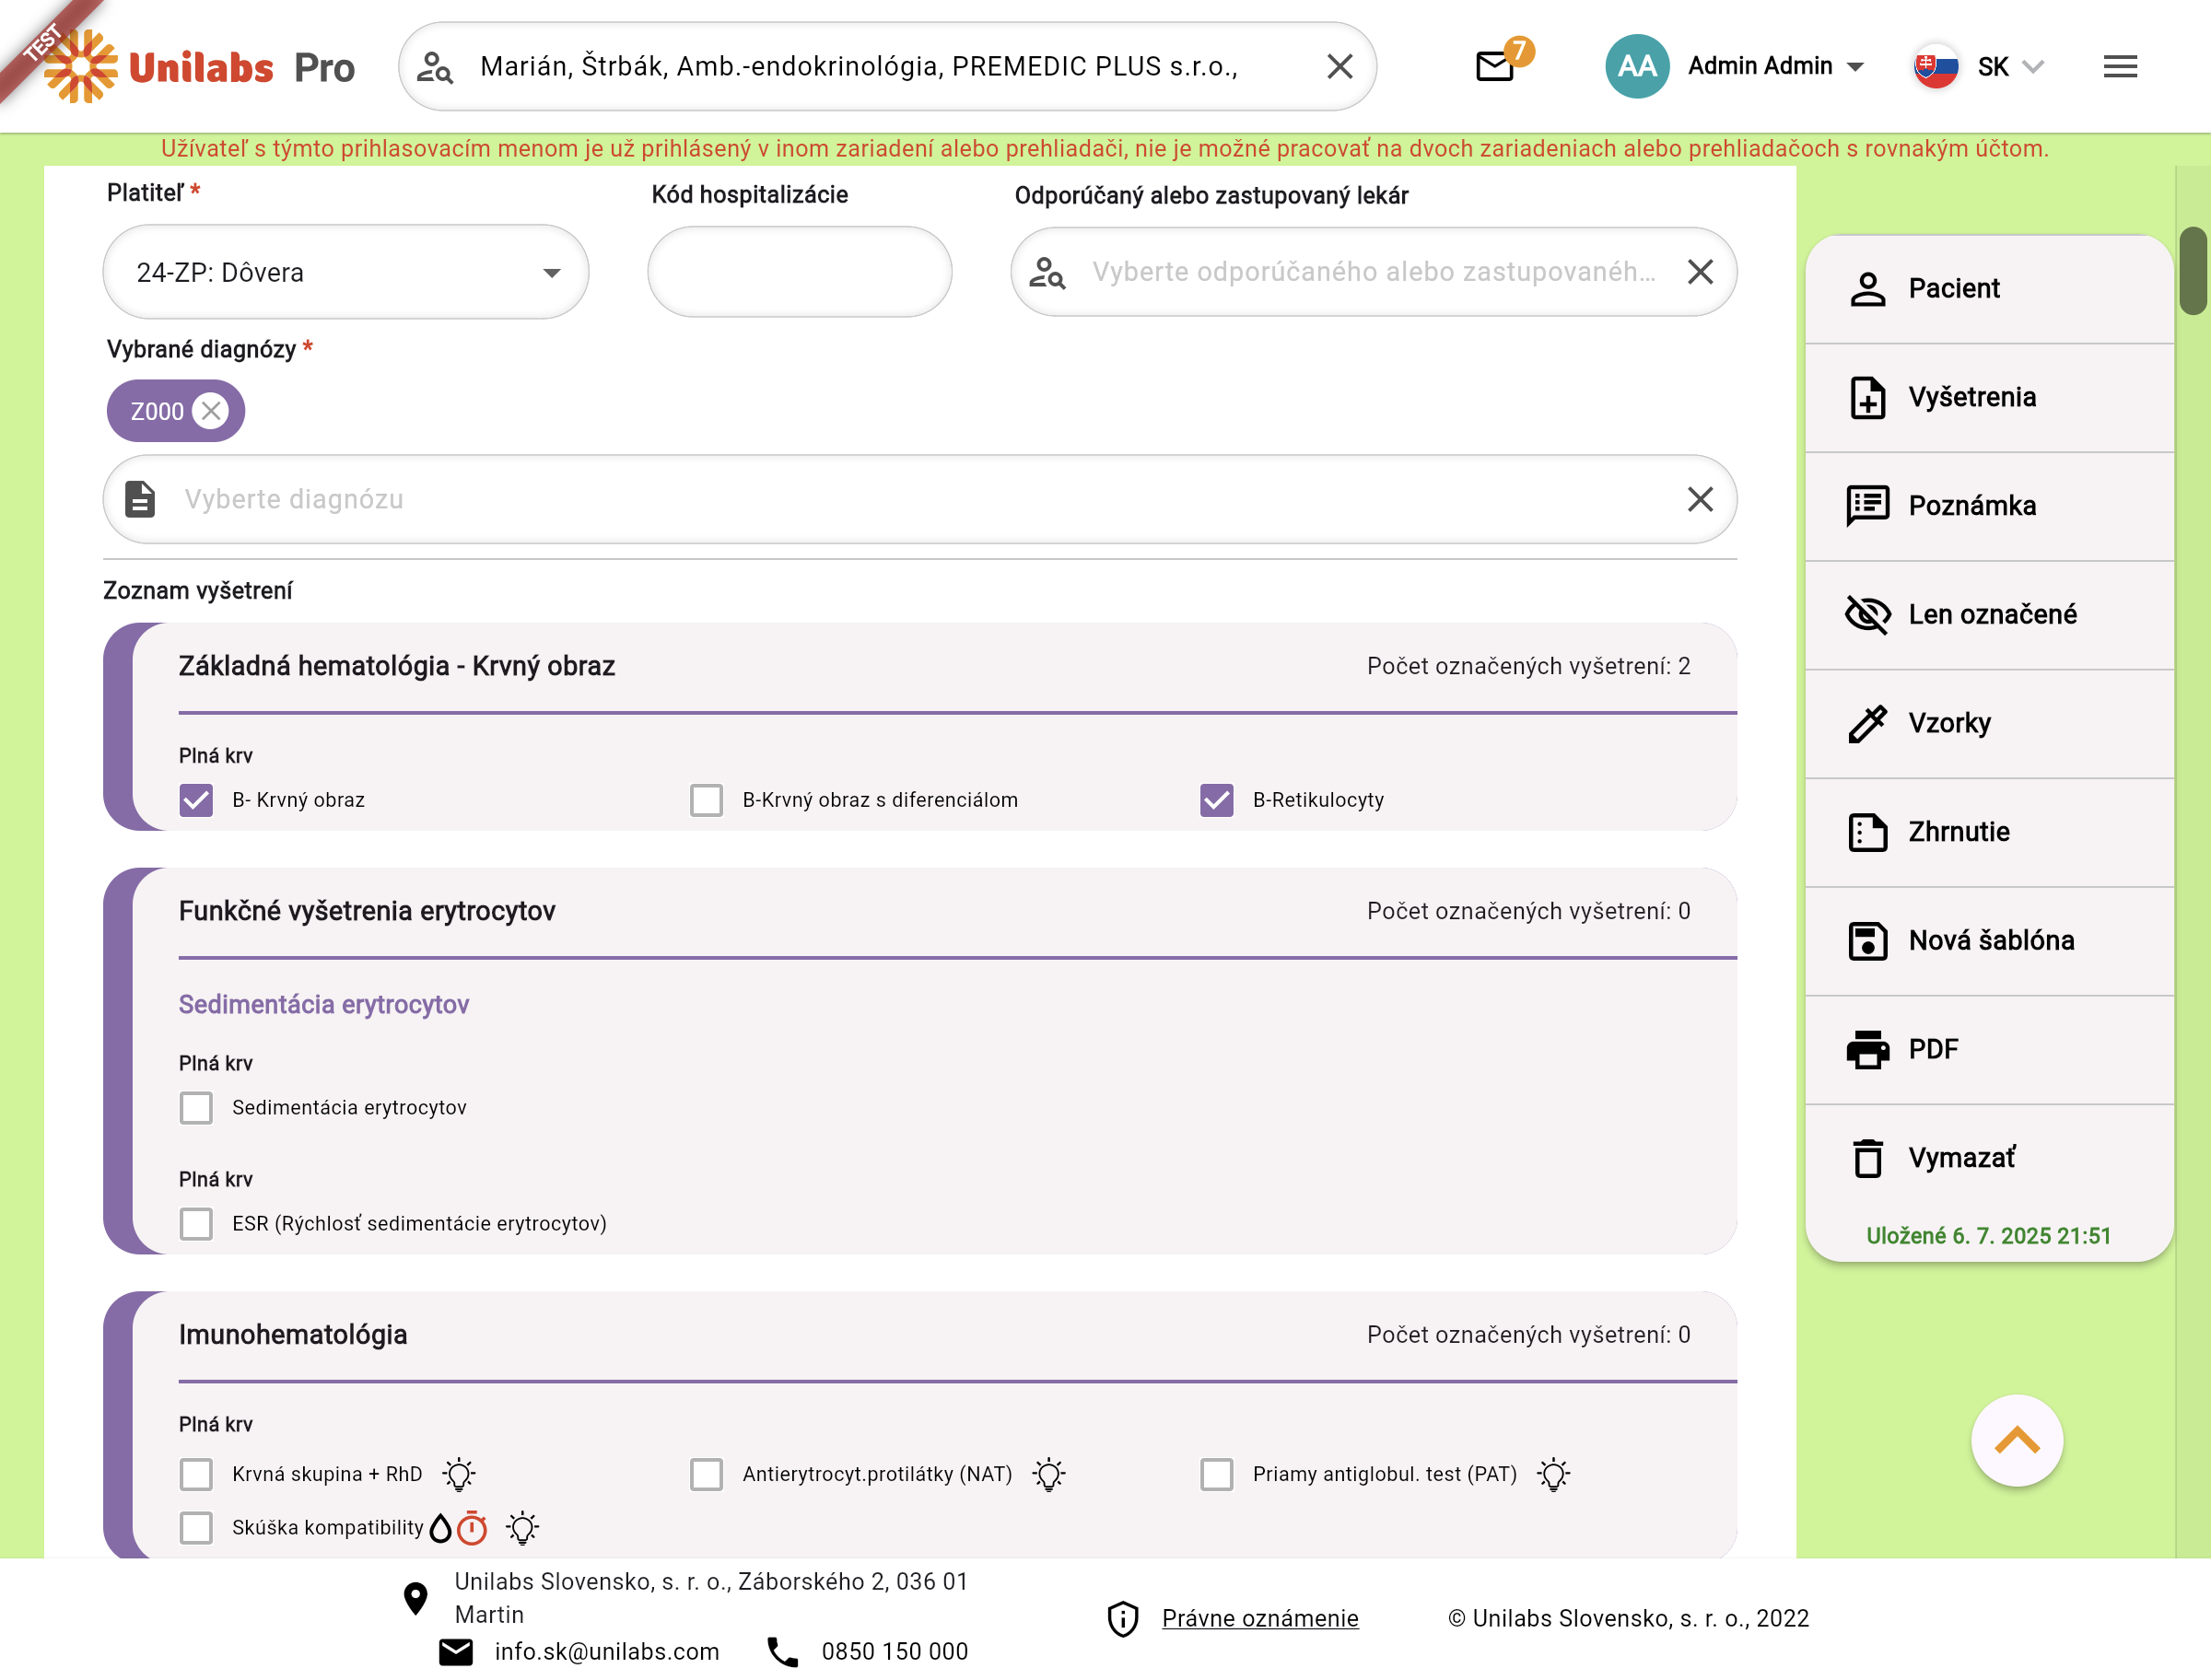 TEST
Unilabs Pro
Marián, Štrbák, Amb.-endokrinológia, PREMEDIC PLUS s.r.o.,
7
AA
Admin Admin
SK
Užívateľ s týmto prihlasovacím menom je už prihlásený v inom zariadení alebo prehliadači, nie je možné pracovať na dvoch zariadeniach alebo prehliadačoch s rovnakým účtom.
Platiteľ *
Kód hospitalizácie
Odporúčaný alebo zastupovaný lekár
24-ZP: Dôvera
Vyberte odporúčaného alebo zastupovanéh...
Vybrané diagnózy *
Z000
Vyberte diagnózu
Zoznam vyšetrení
Základná hematológia - Krvný obraz
Počet označených vyšetrení: 2
Plná krv
B- Krvný obraz
B-Krvný obraz s diferenciálom
B-Retikulocyty
Funkčné vyšetrenia erytrocytov
Počet označených vyšetrení: 0
Sedimentácia erytrocytov
Plná krv
Sedimentácia erytrocytov
Plná krv
ESR (Rýchlosť sedimentácie erytrocytov)
Imunohematológia
Počet označených vyšetrení: 0
Plná krv
Krvná skupina + RhD
Antierytrocyt.protilátky (NAT)
Priamy antiglobul. test (PAT)
Skúška kompatibility
Pacient
Vyšetrenia
Poznámka
Len označené
Vzorky
Zhrnutie
Nová šablóna
PDF
Vymazať
Uložené 6. 7. 2025 21:51
Unilabs Slovensko, s. r. o., Záborského 2, 036 01
Martin
info.sk@unilabs.com
0850 150 000
Právne oznámenie
© Unilabs Slovensko, s. r. o., 2022